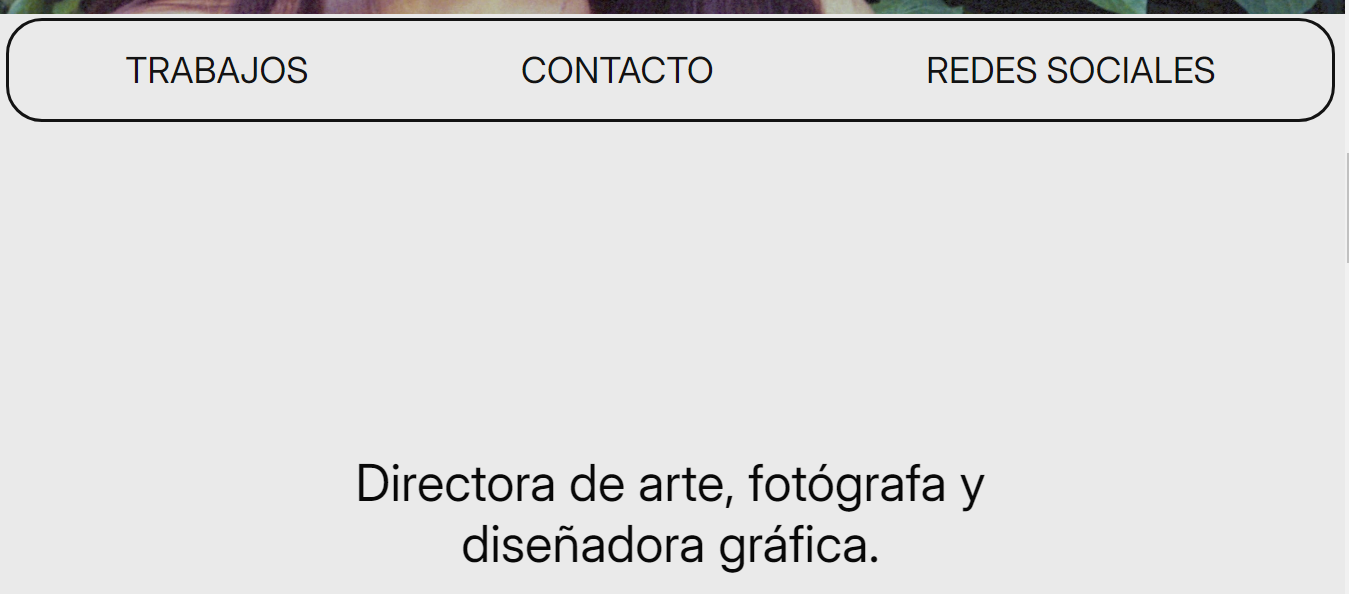 TRABAJOS CONTACTO REDES SOCIALES
Directora de arte, fotógrafa y
diseñadora gráfica.